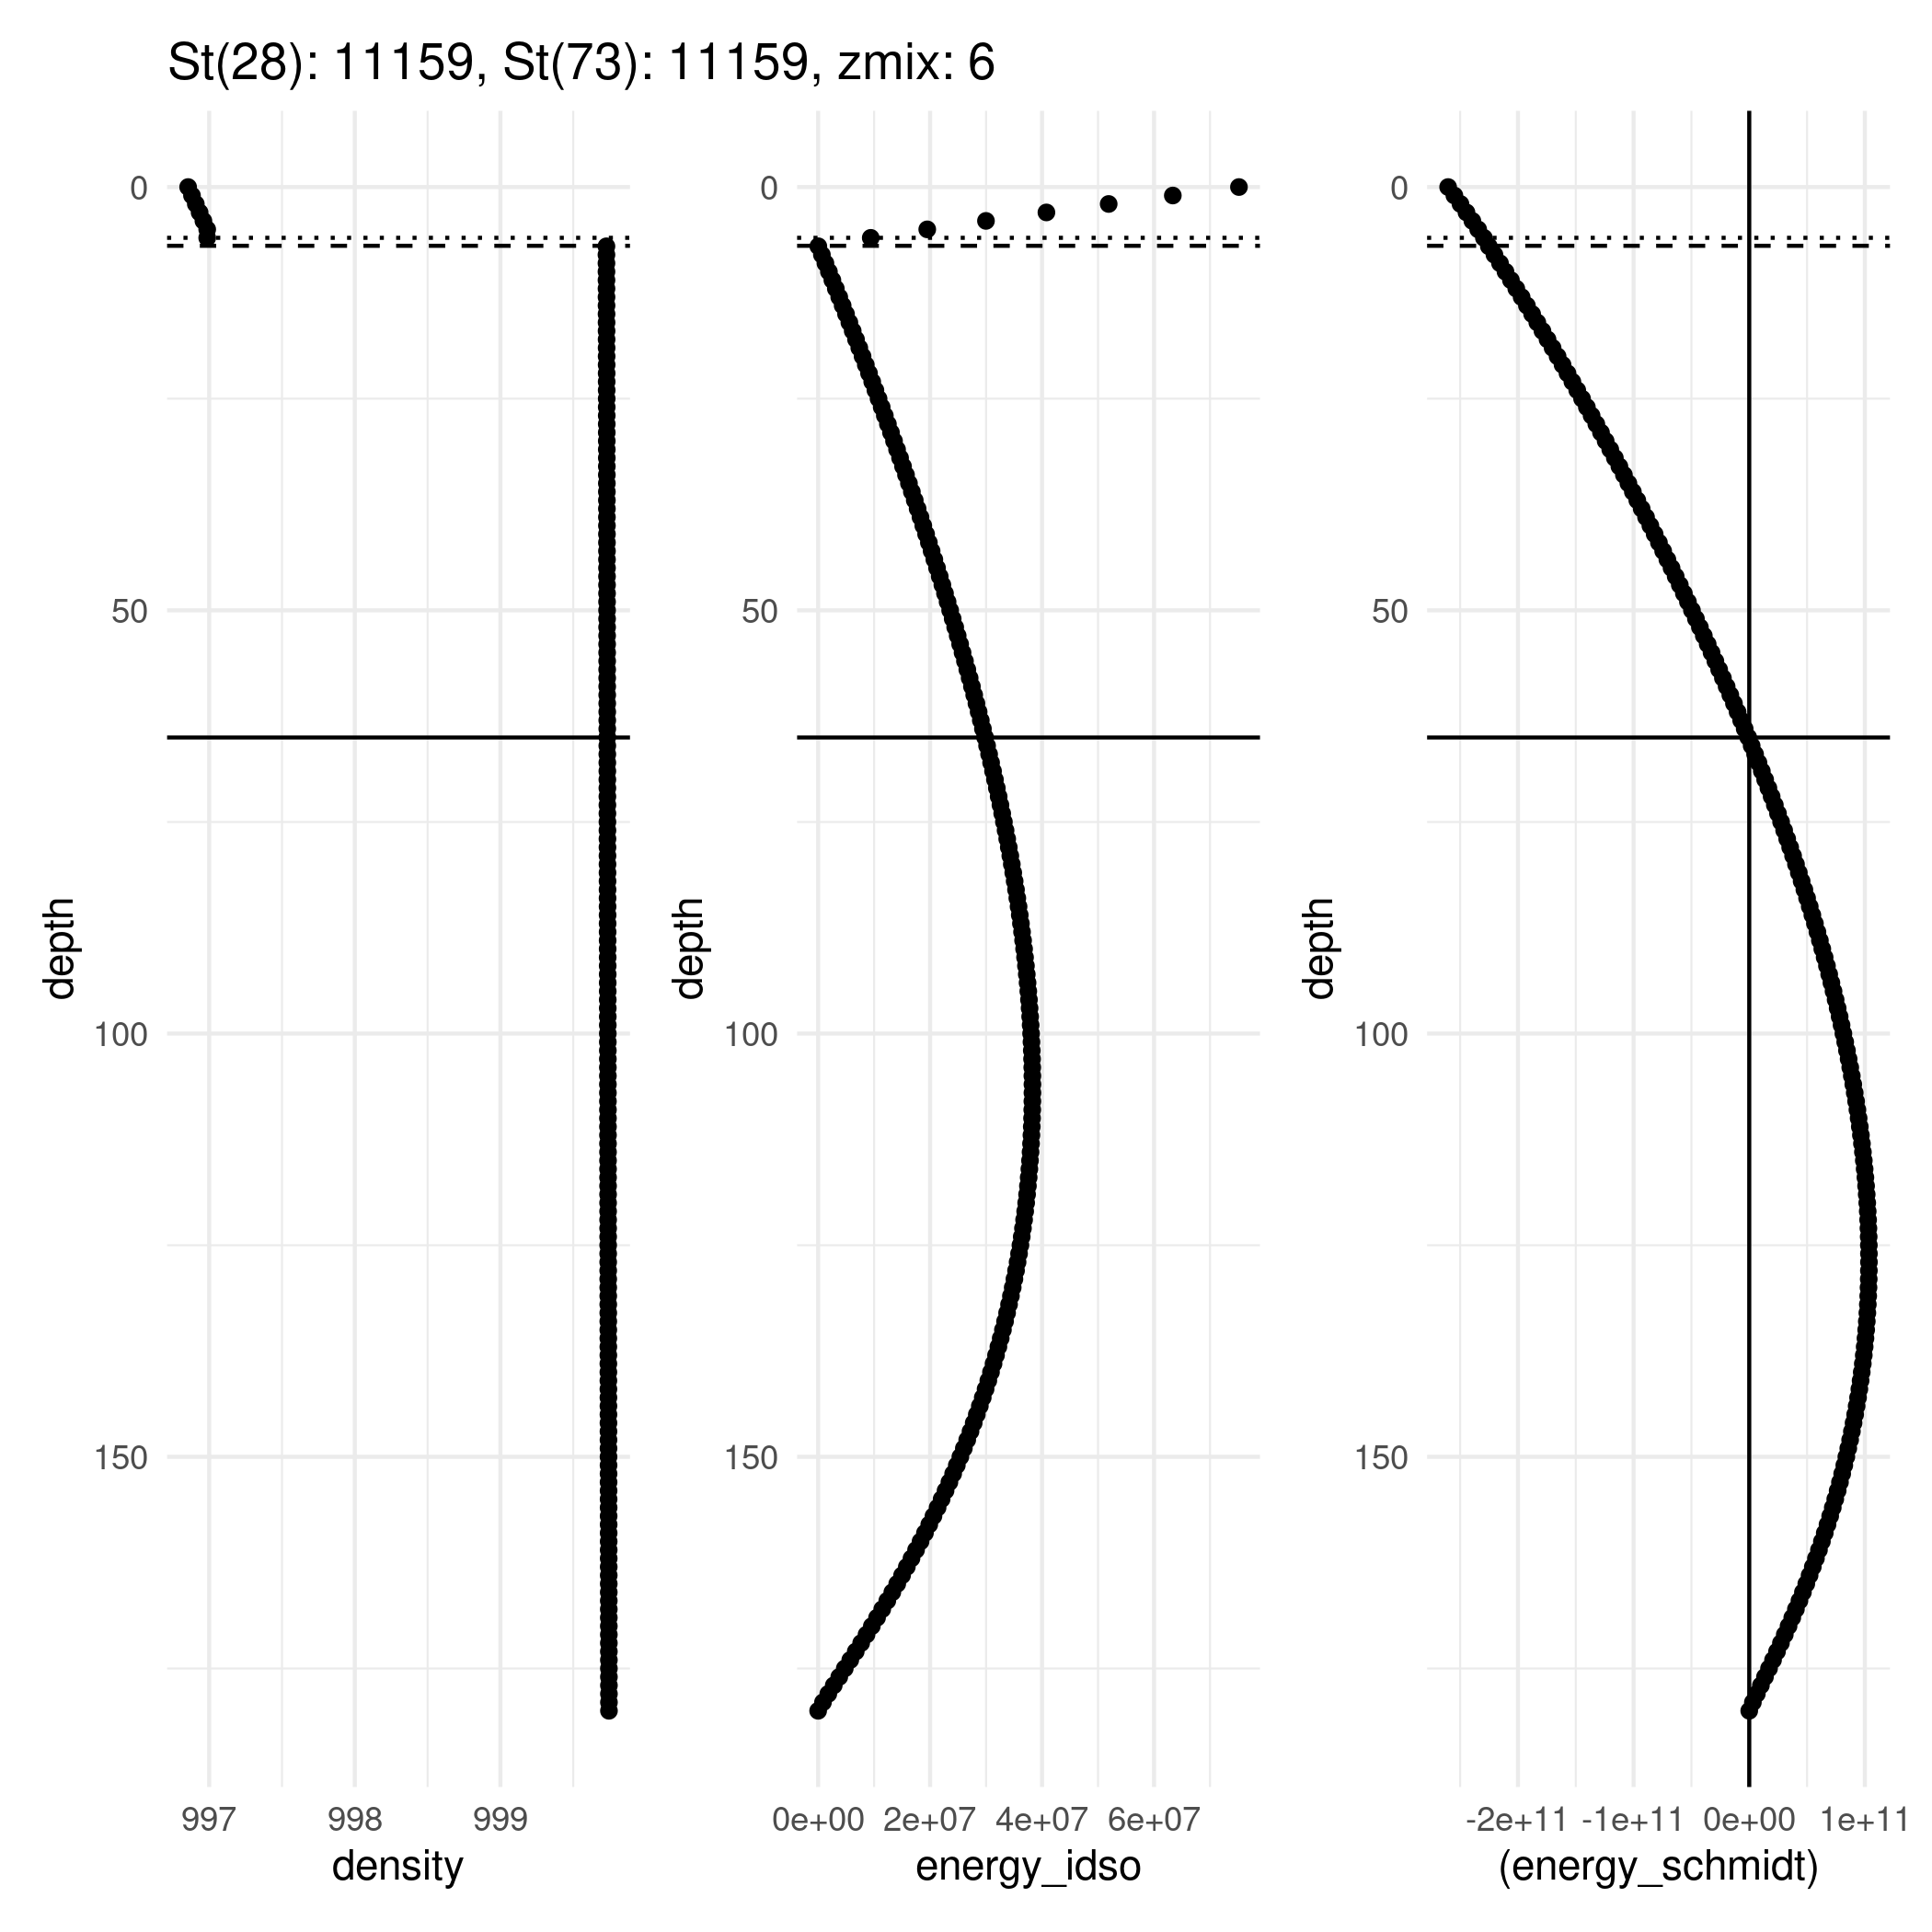 St(28): 11159, St(73): 11159, zmix: 6
0
50
100
150
depth
997 998 999
density
0
50
100
150
depth
0e+00 2e+07 4e+07 6e+07
energy_idso
0
50
100
150
depth
-2e+11 -1e+11 0e+00 1e+11
(energy_schmidt)